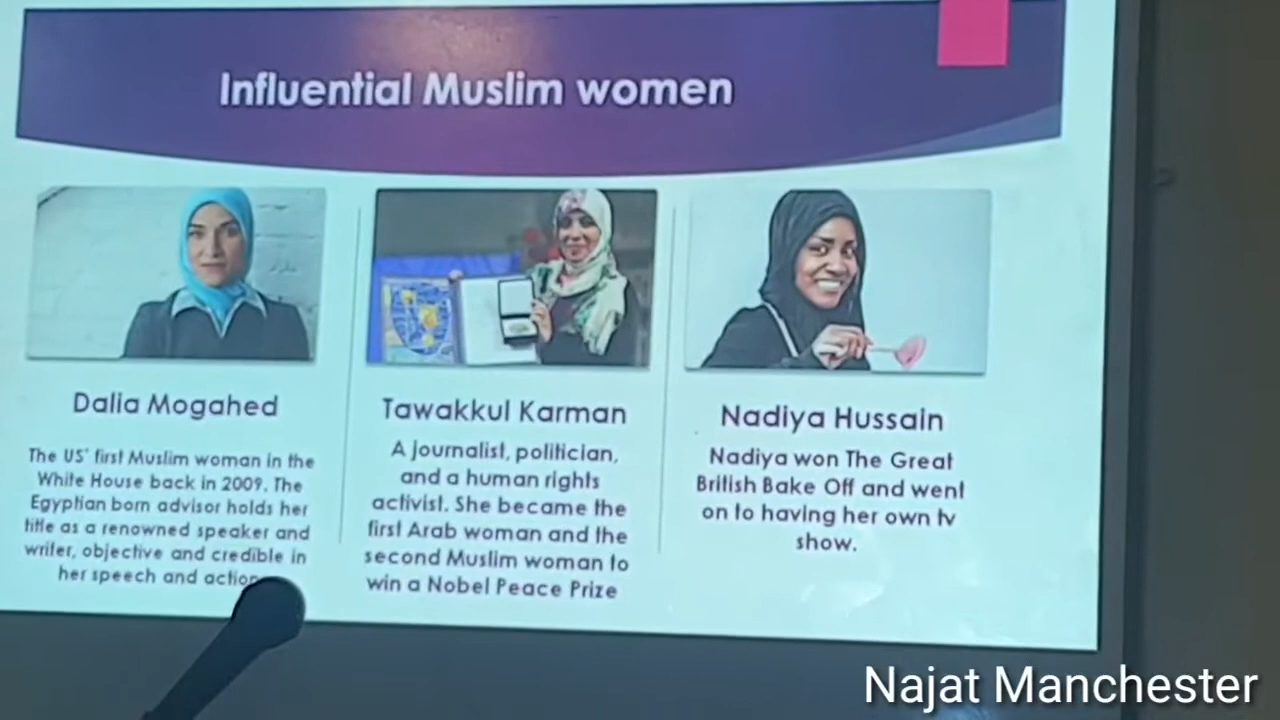 Influential Muslim women
Dalia Mogahed
The US' first Muslim woman in the
White House back in 2009. The
Egyptian born advisor holds her
title as a renowned speaker and
writer, objective and credible in
her speech and action
Tawakkul Karman
A journalist, politician,
and a human rights
activist. She became the
first Arab woman and the
second Muslim woman to
win a Nobel Peace Prize
Nadiya Hussain
Nadiya won The Great
British Bake Off and went
on to having her own tv
show.
Najat Manchester